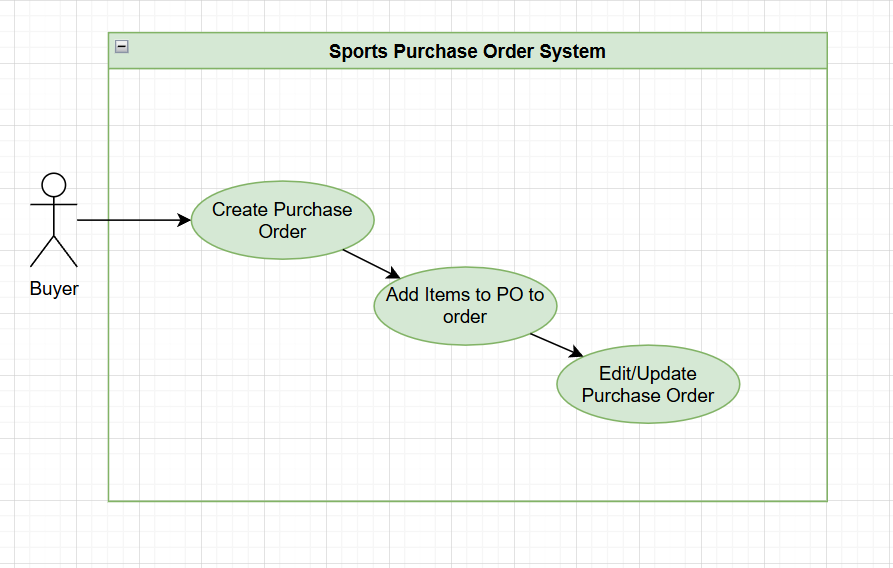 Sports Purchase Order System
Create Purchase
Order
Buyer
Add Items to PO to
order
Edit/Update
Purchase Order